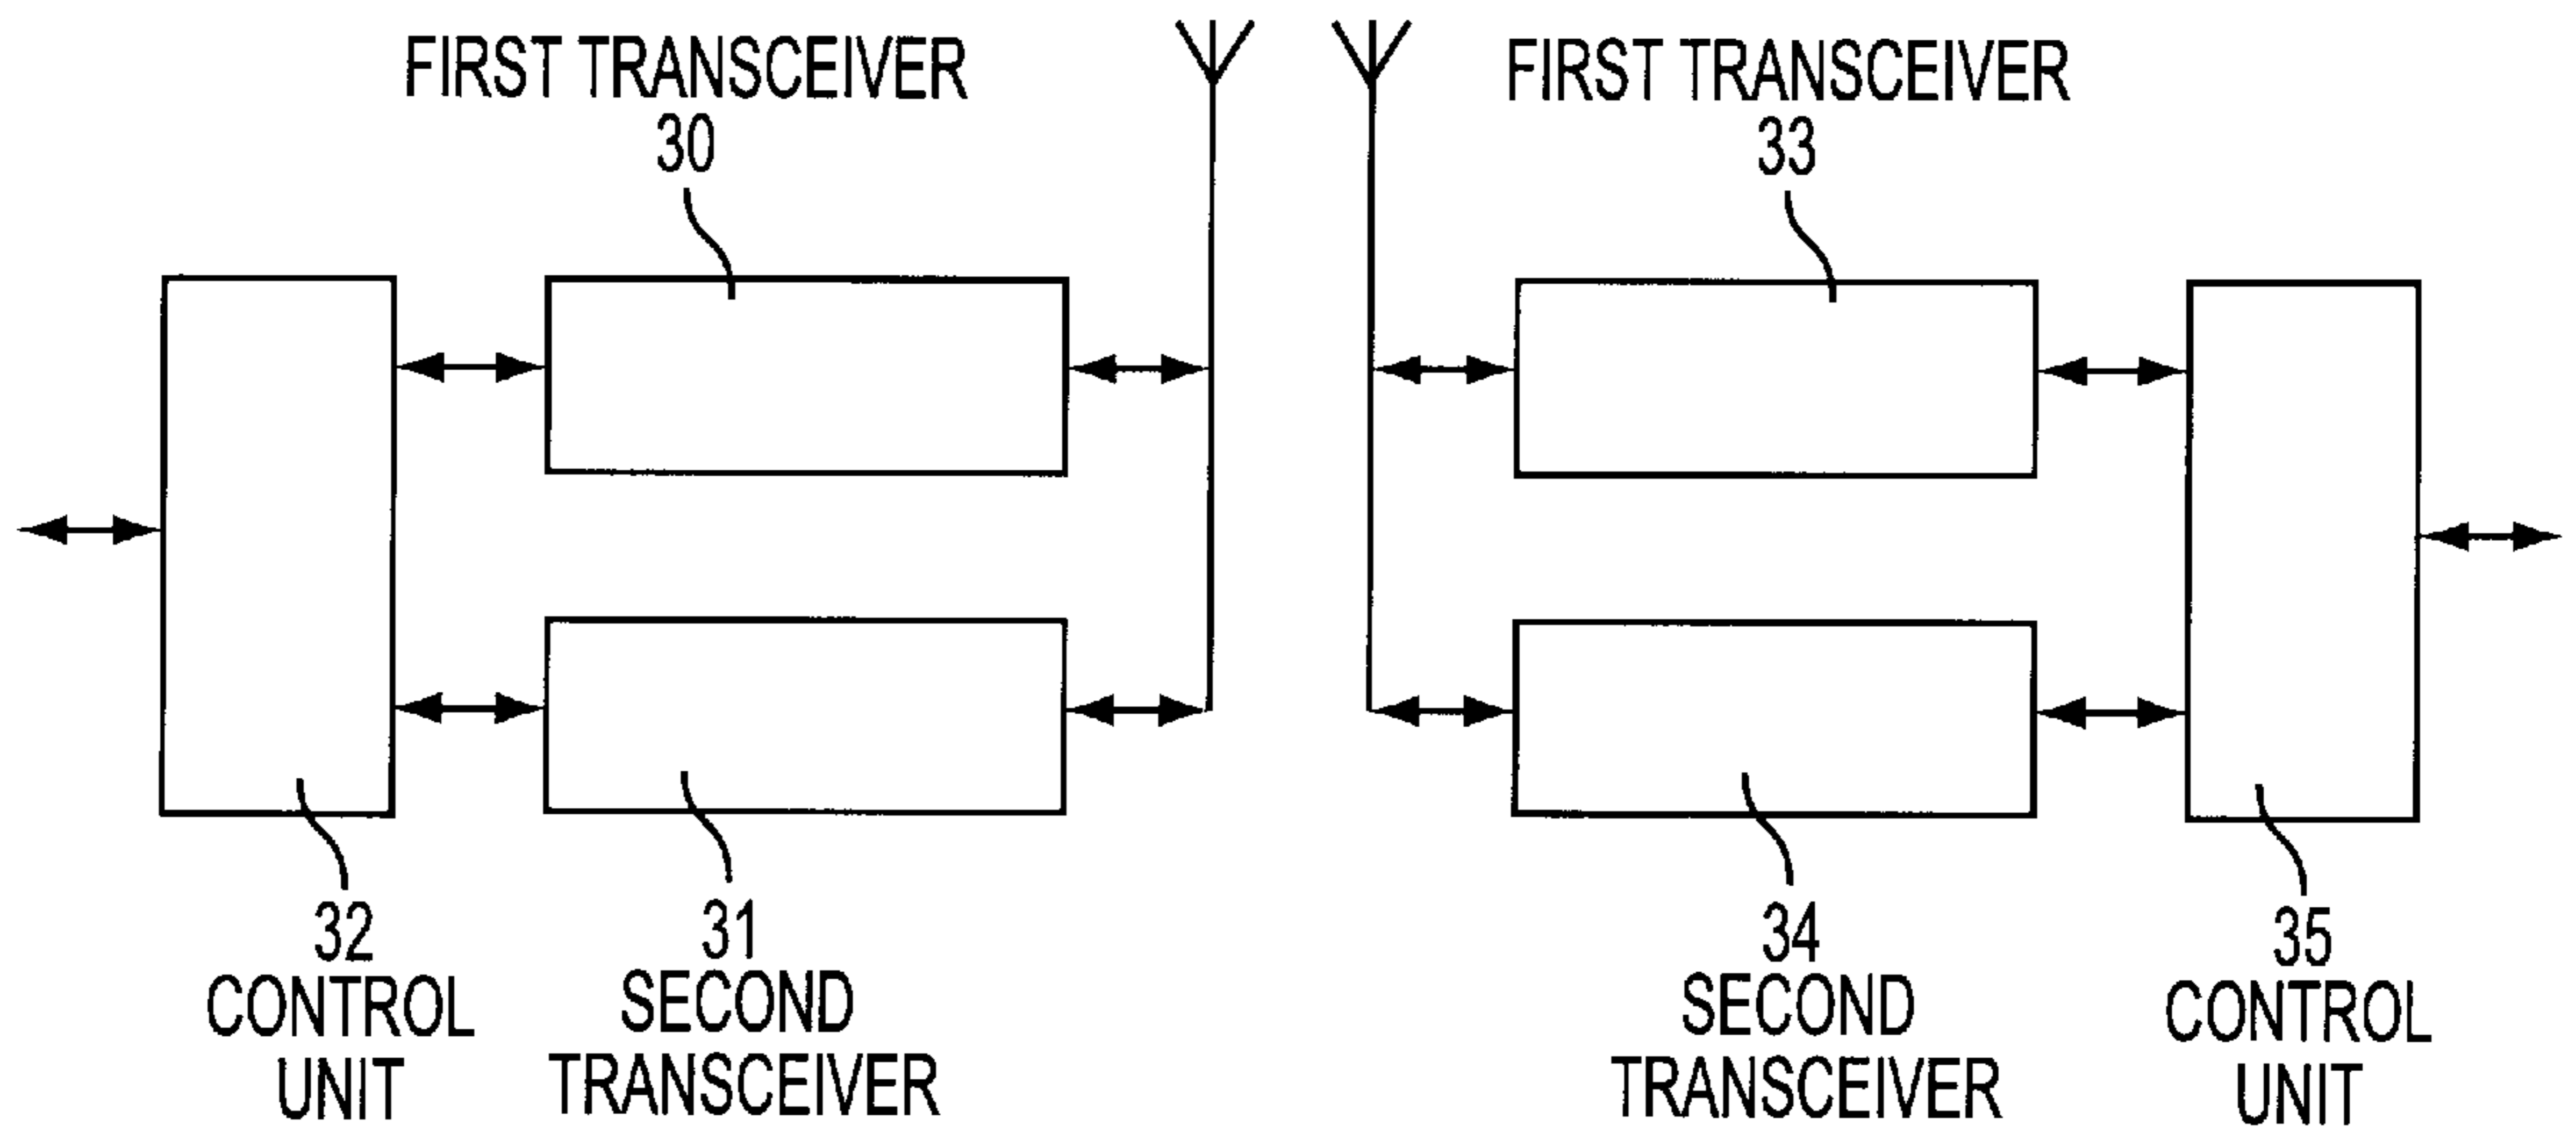 FIRST TRANSCEIVER
30
FIRST TRANSCEIVER
33
32
CONTROL
UNIT
31
SECOND
TRANSCEIVER
34
SECOND
TRANSCEIVER
35
CONTROL
UNIT